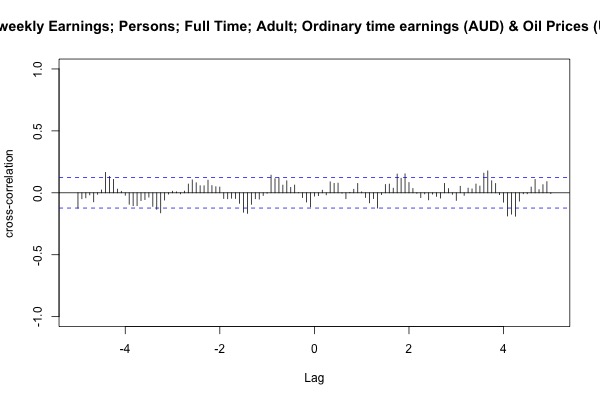 weekly Earnings; Persons; Full Time; Adult; Ordinary time earnings (AUD) & Oil Prices (
1.0
0.5
0.0
-0.5
-1.0
cross-correlation
-4 -2 0 2 4
Lag